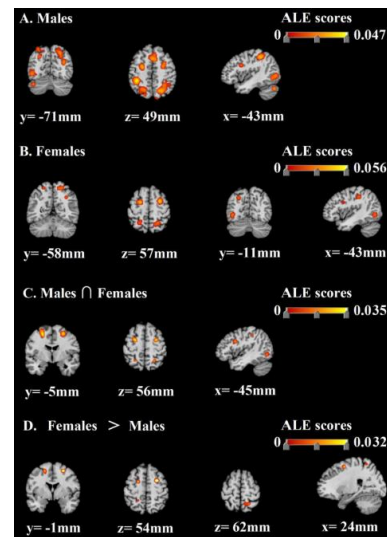 A. Males ALE scores
0 0.047
y= -71mm z= 49mm x= -43mm
B. Females ALE scores
0 0.056
y= -58mm z= 57mm y= -11mm x= -43mm
C. Males ∩ Females ALE scores
0 0.035
y= -5mm z= 56mm x= -45mm
D. Females > Males ALE scores
0 0.032
y= -1mm z= 54mm z= 62mm x= 24mm